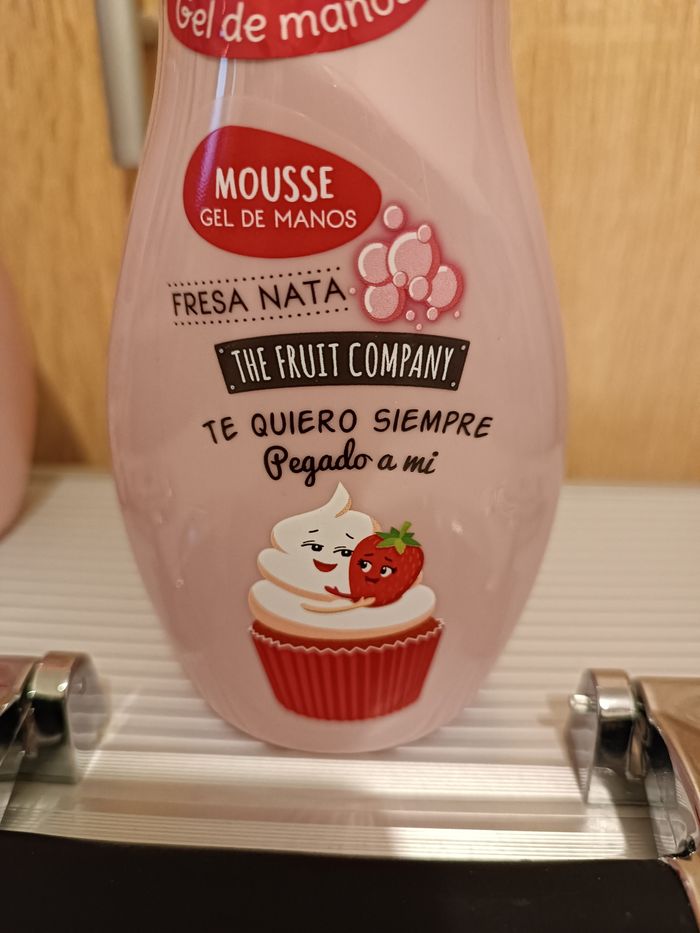 Gel de manos
MOUSSE
GEL DE MANOS
FRESA NATA
THE FRUIT COMPANY
TE QUIERO SIEMPRE
Pegado a mi